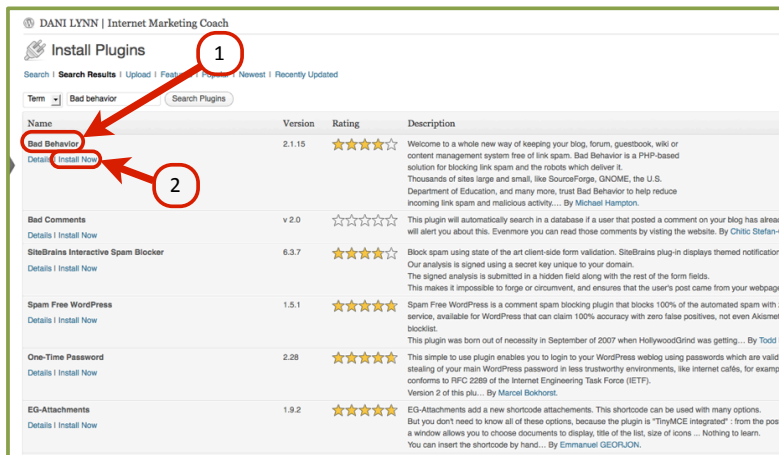 DANI LYNN | Internet Marketing Coach
Install Plugins
1
Search | Search Results | Upload | Featured | Popular | Newest | Recently Updated
Term Bad behavior Search Plugins
Name Version Rating Description
Bad Behavior 2.1.15 Welcome to a whole new way of keeping your blog, forum, guestbook, wiki or
Details | Install Now content management system free of link spam. Bad Behavior is a PHP-based
solution for blocking link spam and the robots which deliver it.
2
Thousands of sites large and small, like SourceForge, GNOME, the U.S.
Department of Education, and many more, trust Bad Behavior to help reduce
incoming link spam and malicious activity.... By Michael Hampton.
Bad Comments v 2.0 This plugin will automatically search in a database if a user that posted a comment on your blog has alrea
Details | Install Now will alert you about this. Evenmore you can read those comments by visting the website. By Chitic Stefan-
SiteBrains Interactive Spam Blocker 6.3.7 Block spam using state of the art client-side form validation. SiteBrains plug-in displays themed notification
Details | Install Now Our analysis is signed using a secret key unique to your domain.
The signed analysis is submitted in a hidden field along with the rest of the form fields.
This makes it impossible to forge or circumvent, and ensures that the user's post came from your webpage
Spam Free WordPress 1.5.1 Spam Free WordPress is a comment spam blocking plugin that blocks 100% of the automated spam with
Details | Install Now service, available for WordPress that can claim 100% accuracy with zero false positives, not even Akismet
blocklist.
This plugin was born out of necessity in September of 2007 when HollywoodGrind was getting... By Todd
One-Time Password 2.28 This simple to use plugin enables you to login to your WordPress weblog using passwords which are valid
Details | Install Now stealing of your main WordPress password in less trustworthy environments, like internet cafés, for examp
conforms to RFC 2289 of the Internet Engineering Task Force (IETF).
Version 2 of this plu... By Marcel Bokhorst.
EG-Attachments 1.9.2 EG-Attachments add a new shortcode attachements. This shortcode can be used with many options.
Details | Install Now But you don't need to know all of these options, because the plugin is "TinyMCE integrated" : from the pos
a window allows you to choose documents to display, title of the list, size of icons ... Nothing to learn.
You can insert the shortcode by hand... By Emmanuel GEORJON.